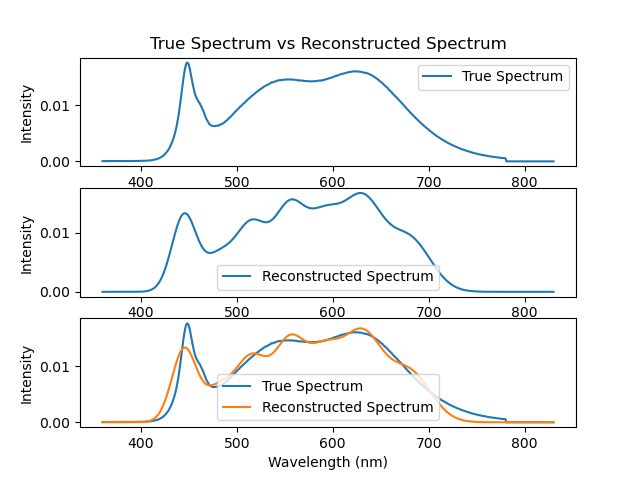 True Spectrum vs Reconstructed Spectrum
Intensity
0.01
0.00
True Spectrum
400 500 600 700 800
Intensity
0.01
0.00
Reconstructed Spectrum
400 500 600 700 800
Intensity
0.01
0.00
True Spectrum
Reconstructed Spectrum
400 500 600 700 800
Wavelength (nm)